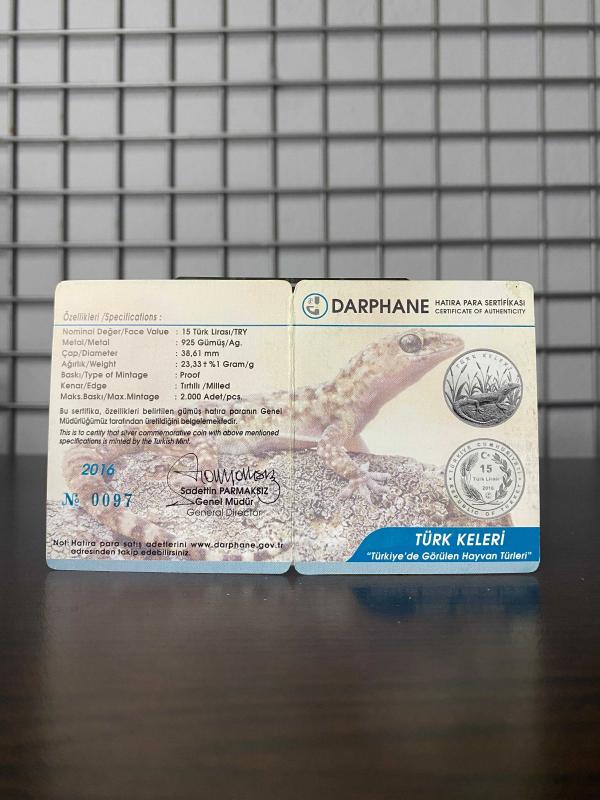 Özellikleri /Specifications :
Nominal Değer/Face Value : 15 Türk Lirası/TRY
Metal/Metal : 925 Gümüş/Ag.
Çap/Diameter : 38,61 mm
Ağırlık/Weight : 23,33±%1 Gram/g
Baskı/Type of Mintage : Proof
Kenar/Edge : Tırtıllı /Milled
Maks.Baskı/Max.Mintage : 2.000 Adet/pcs.
Bu sertifika, özellikleri belirtilen gümüş hatıra paranın Genel
Müdürlüğümüz tarafından üretildiğini belgelemektedir.
This is to certify that silver commemorative coin with above mentioned
specifications is minted by the Turkish Mint.
2016
№ 0097
Sadettin PARMAKSIZ
Genel Müdür
General Director
Not: Hatıra para satış adetlerini www.darphane.gov.tr
adresinden takip edebilirsiniz.
DARPHANE
HATIRA PARA SERTİFİKASI
CERTIFICATE OF AUTHENTICITY
TÜRK KELERİ
TÜRKİYE CUMHURİYETİ
15
Türk Lirası
2016
REPUBLIC OF TURKEY
TÜRK KELERİ
"Türkiye'de Görülen Hayvan Türleri"